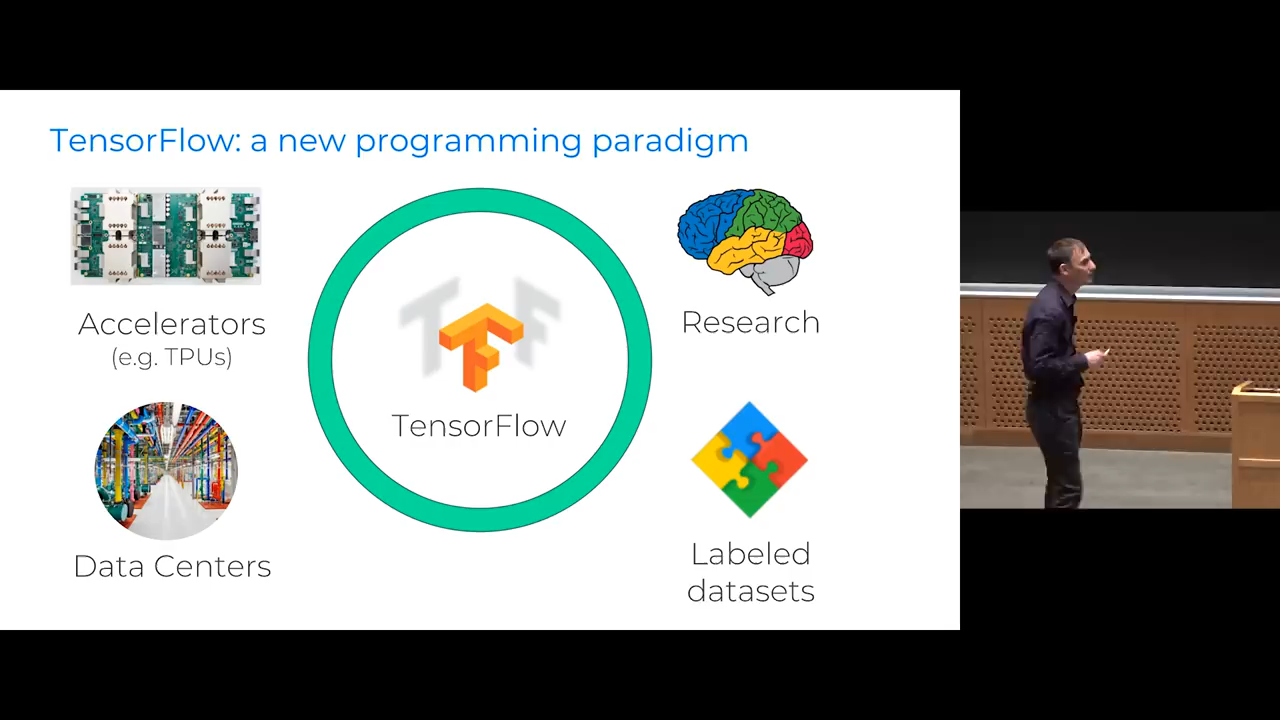 TensorFlow: a new programming paradigm
Accelerators
(e.g. TPUs)
Data Centers
TensorFlow
Research
Labeled
datasets